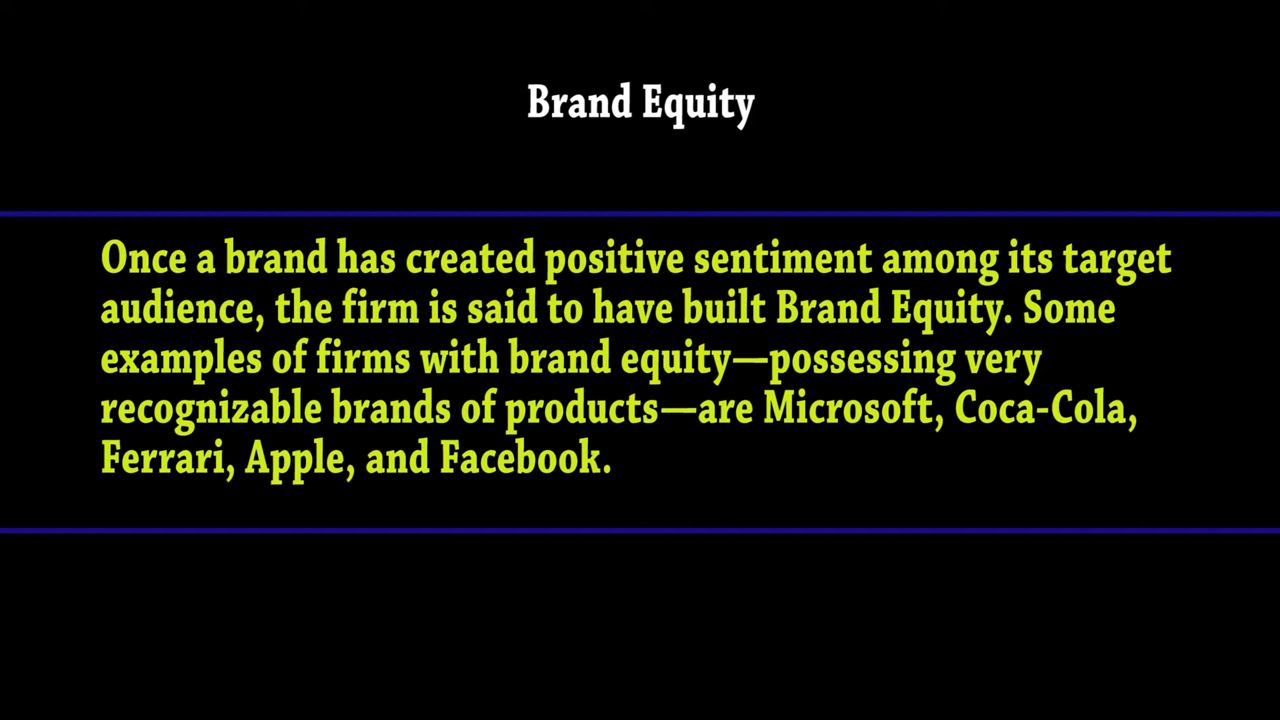 Brand Equity
Once a brand has created positive sentiment among its target
audience, the firm is said to have built Brand Equity. Some
examples of firms with brand equity—possessing very
recognizable brands of products—are Microsoft, Coca-Cola,
Ferrari, Apple, and Facebook.